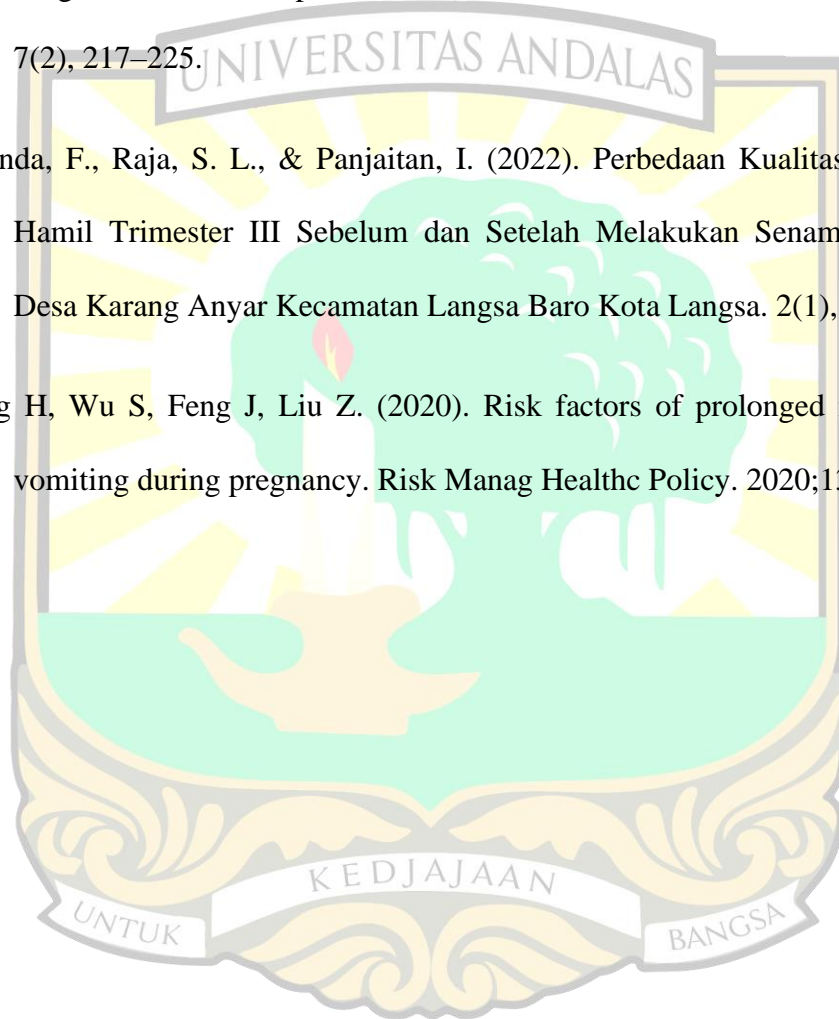 7(2), 217–225.
UNIVERSITAS ANDALAS
nda, F., Raja, S. L., & Panjaitan, I. (2022). Perbedaan Kualitas
Hamil Trimester III Sebelum dan Setelah Melakukan Senam
Desa Karang Anyar Kecamatan Langsa Baro Kota Langsa. 2(1),
g H, Wu S, Feng J, Liu Z. (2020). Risk factors of prolonged
vomiting during pregnancy. Risk Manag Healthc Policy. 2020;1
KEDJAJAAN
UNTUK
BANGSA